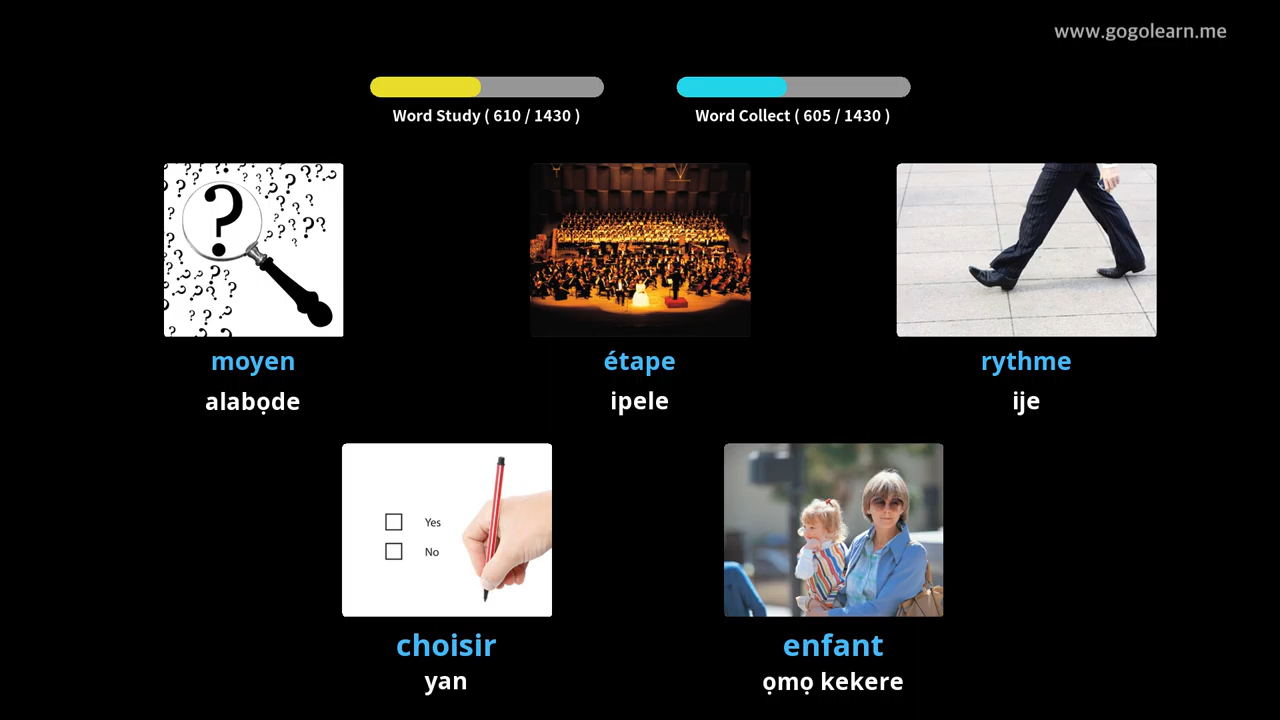 www.gogolearn.me
Word Study ( 610 / 1430 )
Word Collect ( 605 / 1430 )
moyen
étape
rythme
alabọde
ipele
ije
Yes
No
choisir
enfant
yan
ọmọ kekere